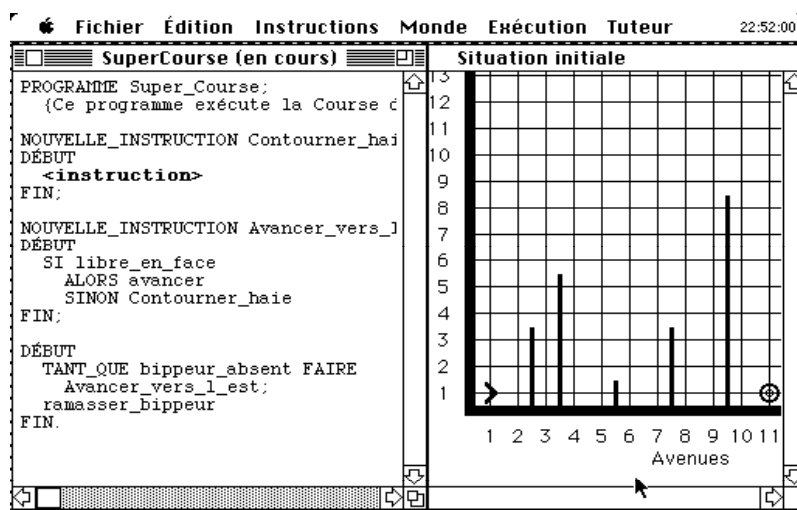 Fichier Édition Instructions Monde Exécution Tuteur 22:52:00
SuperCourse (en cours)
PROGRAMME Super_Course;
{Ce programme exécute la Course d
NOUVELLE_INSTRUCTION Contourner_hai
DÉBUT
<instruction>
FIN;
NOUVELLE_INSTRUCTION Avancer_vers_l
DÉBUT
SI libre_en_face
ALORS avancer
SINON Contourner_haie
FIN;
DÉBUT
TANT_QUE bippeur_absent FAIRE
Avancer_vers_l_est;
ramasser_bippeur
FIN.
Situation initiale
13
12
11
10
9
8
7
6
5
4
3
2
1
1 2 3 4 5 6 7 8 9 10 11
Avenues